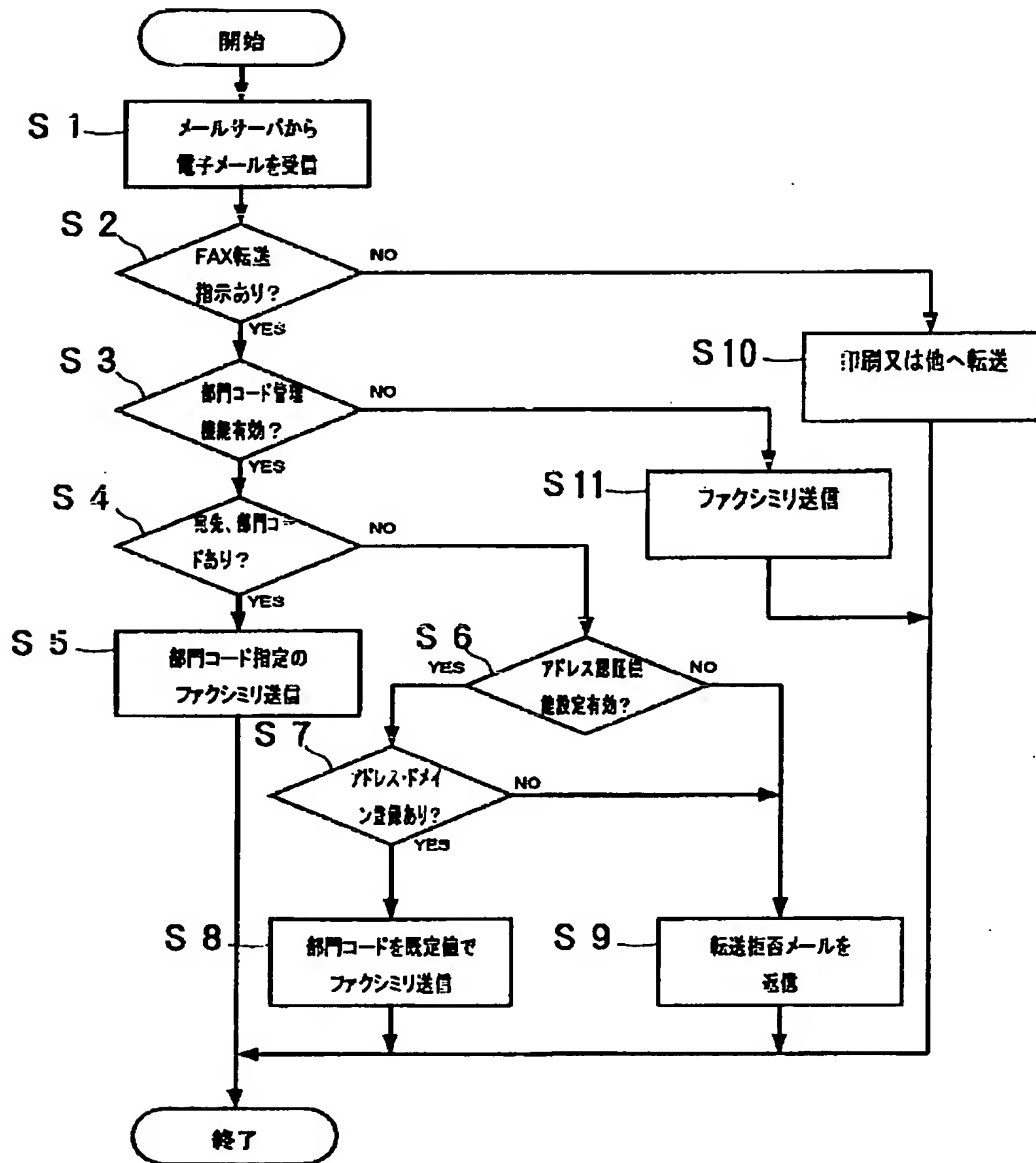 開始
S 1
メールサーバから
電子メールを受信
S 2
FAX転送
指示あり？
NO
YES
S 3
部門コード管理
機能有効？
NO
YES
S10
印刷又は他へ転送
S11
ファクシミリ送信
S 4
宛先、部門コー
ドあり？
NO
YES
S 5
部門コード指定の
ファクシミリ送信
S 6
アドレス認証機
能設定有効？
YES
NO
S 7
アドレス・ドメイ
ン登録あり？
NO
YES
S 8
部門コードを既定値で
ファクシミリ送信
S 9
転送拒否メールを
返信
終了